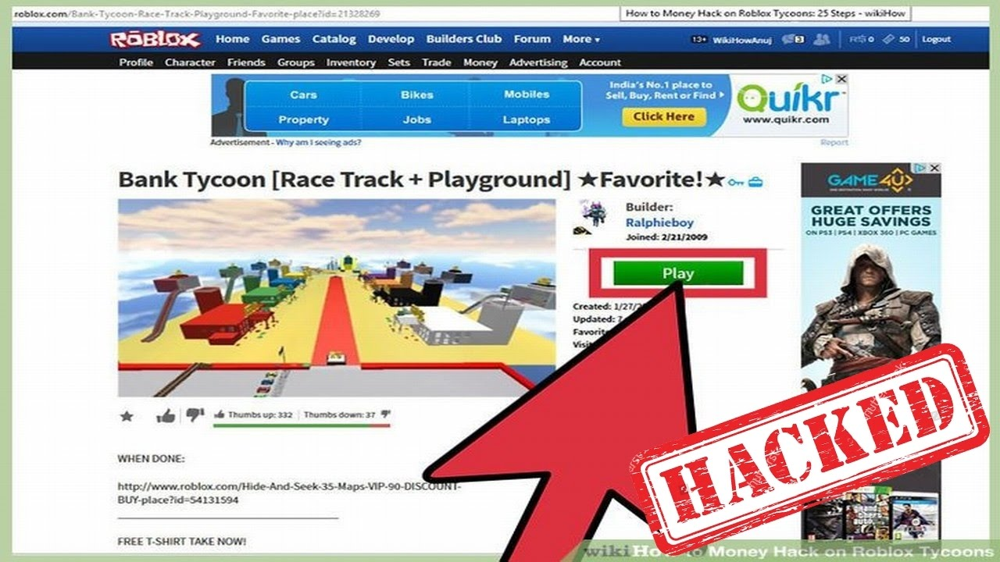 .roblox.com/Bank-Tycoon-Race-Track-Playground-Favorite-place?id=21328269
How to Money Hack on Roblox Tycoons: 25 Steps - wikiHow
ROBLOX Home Games Catalog Develop Builders Club Forum More 13+ WikiHowAnuj 3 R$ 0 50 Logout
Profile Character Friends Groups Inventory Sets Trade Money Advertising Account
Cars Bikes Mobiles
Property Jobs Laptops
India's No.1 place to
Sell, Buy, Rent or Find
Click Here
Quikr
www.quikr.com
Advertisement - Why am I seeing ads? Report
Bank Tycoon [Race Track + Playground] ★Favorite!★
Builder:
Ralphieboy
Joined: 2/21/2009
Play
Created: 1/27/
Updated:
Favorite
GAME4U
GREAT OFFERS
HUGE SAVINGS
ON PS3 | PS4 | XBOX 360 | PC GAMES
Thumbs up: 332 Thumbs down: 37
WHEN DONE:
http://www.roblox.com/Hide-And-Seek-35-Maps-VIP-90-DISCOUNT-
BUY-place?id=54131594
FREE T-SHIRT TAKE NOW!
HACKED
wikiHow to Money Hack on Roblox Tycoons